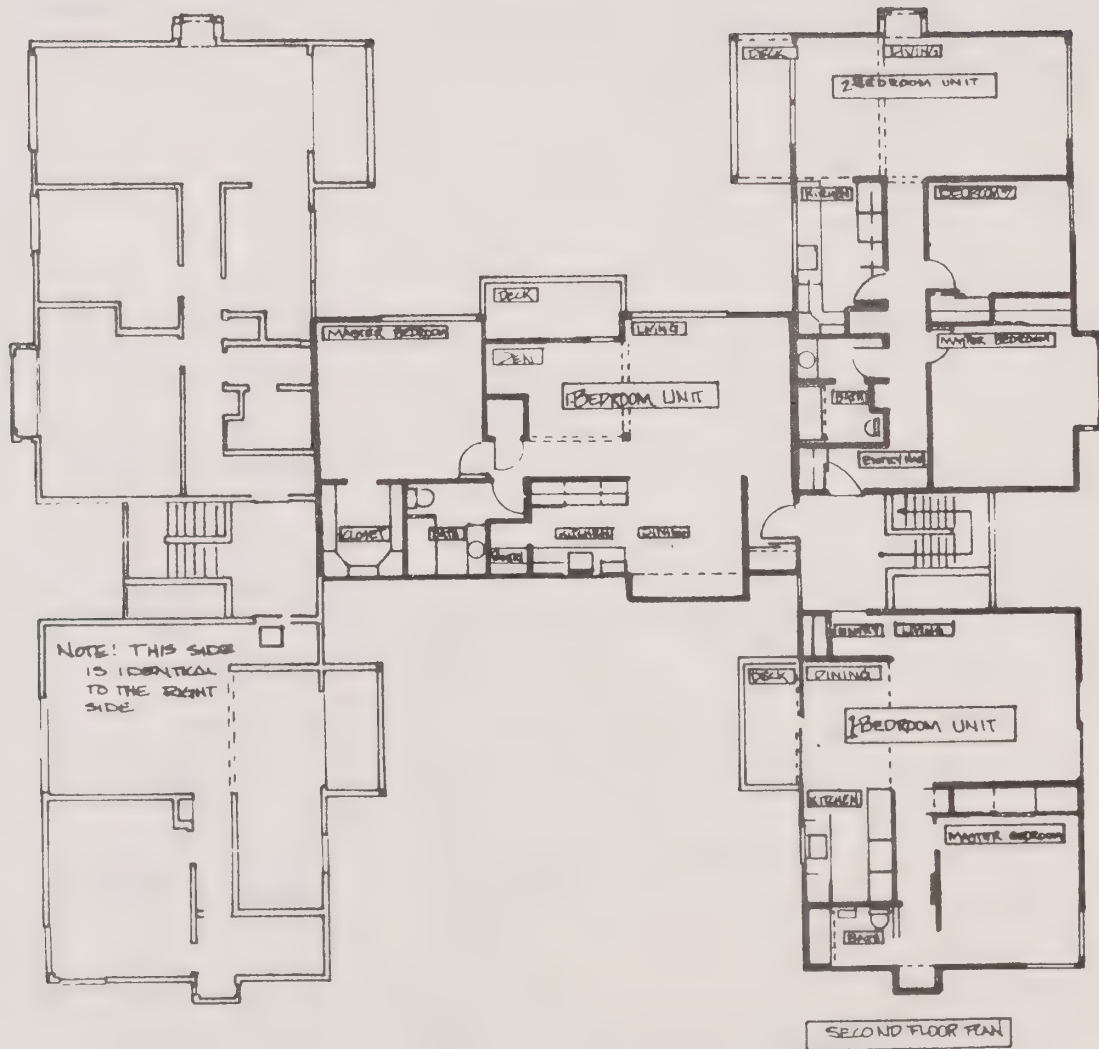 DECK
LIVING
2 BEDROOM UNIT
KITCHEN
BEDROOM 2
DECK
MASTER BEDROOM
LIVING
DEN
MASTER BEDROOM
1-BEDROOM UNIT
BATH
ENTRY HALL
CLOSET
BATH
KITCHEN
DINING
NOTE! THIS SIDE
IS IDENTICAL
TO THE RIGHT
SIDE
ENTRY
LIVING
DECK
DINING
1-BEDROOM UNIT
KITCHEN
MASTER BEDROOM
BATH
SECOND FLOOR PLAN